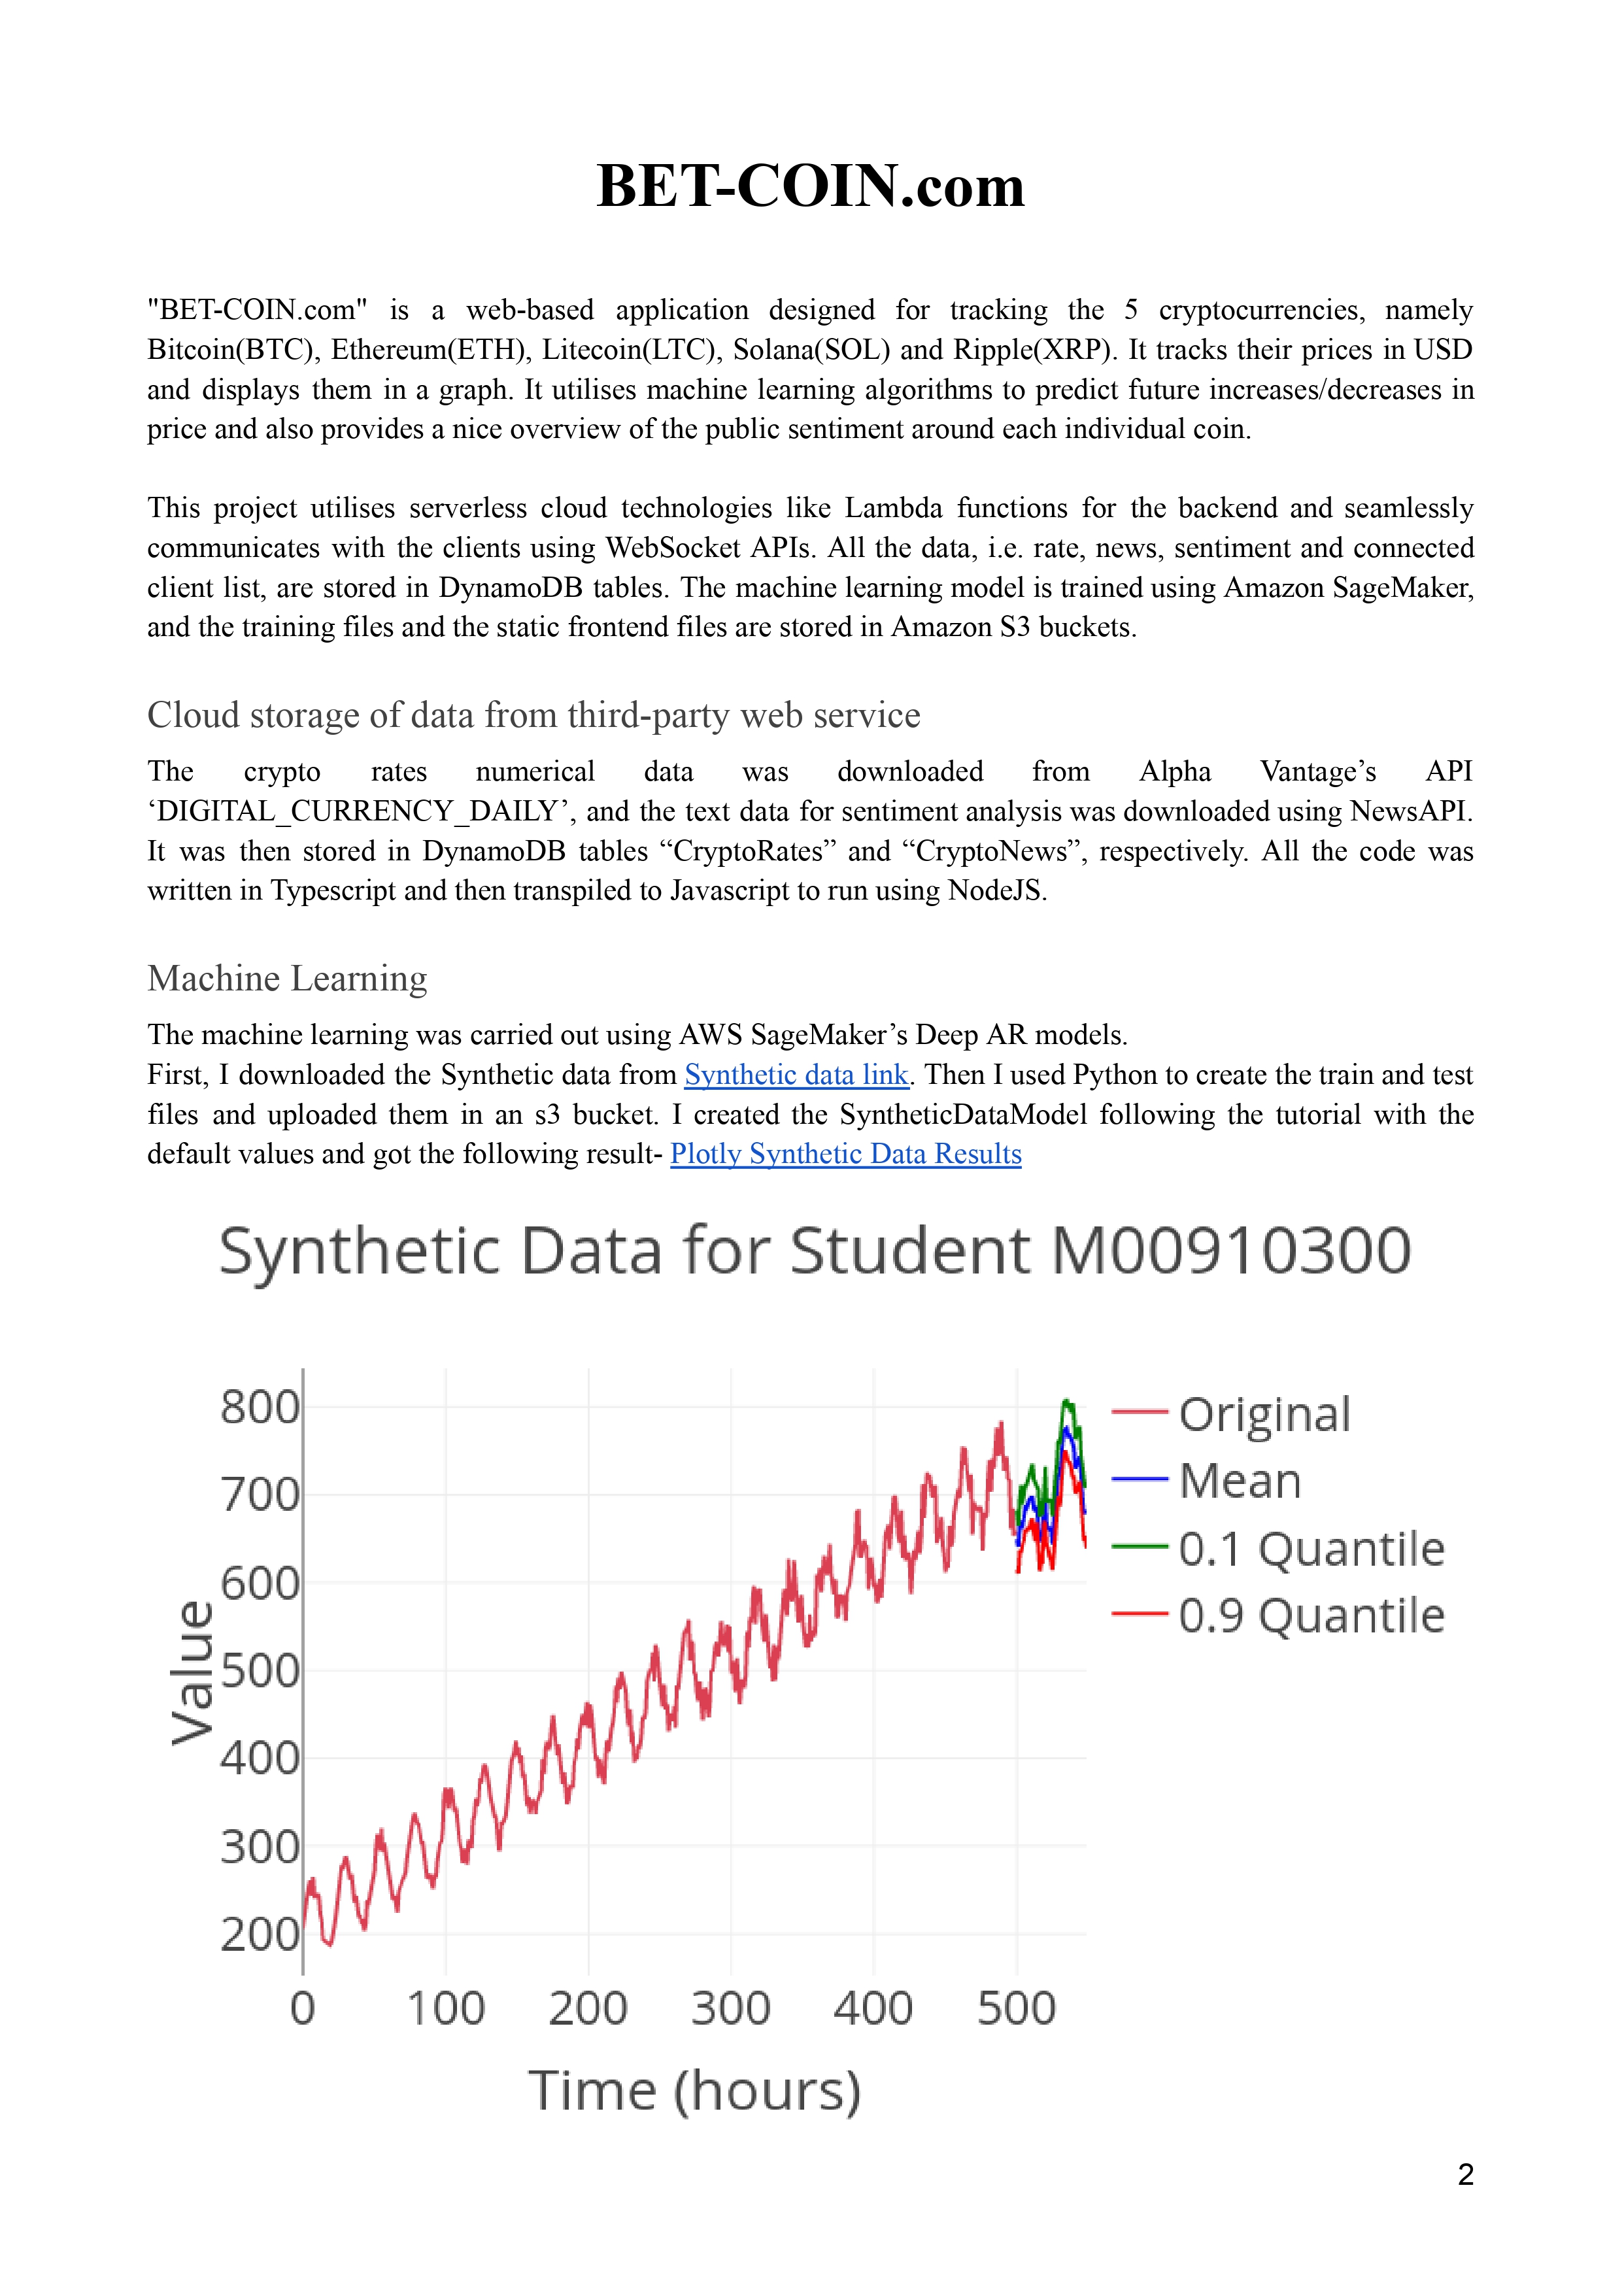 BET-COIN.com
"BET-COIN.com" is a web-based application designed for tracking the 5 cryptocurrencies, namely
Bitcoin(BTC), Ethereum(ETH), Litecoin(LTC), Solana(SOL) and Ripple(XRP). It tracks their prices in USD
and displays them in a graph. It utilises machine learning algorithms to predict future increases/decreases in
price and also provides a nice overview of the public sentiment around each individual coin.
This project utilises serverless cloud technologies like Lambda functions for the backend and seamlessly
communicates with the clients using WebSocket APIs. All the data, i.e. rate, news, sentiment and connected
client list, are stored in DynamoDB tables. The machine learning model is trained using Amazon SageMaker,
and the training files and the static frontend files are stored in Amazon S3 buckets.
Cloud storage of data from third-party web service
The crypto rates numerical data was downloaded from Alpha Vantage’s API
‘DIGITAL_CURRENCY_DAILY’, and the text data for sentiment analysis was downloaded using NewsAPI.
It was then stored in DynamoDB tables “CryptoRates” and “CryptoNews”, respectively. All the code was
written in Typescript and then transpiled to Javascript to run using NodeJS.
Machine Learning
The machine learning was carried out using AWS SageMaker’s Deep AR models.
First, I downloaded the Synthetic data from Synthetic data link. Then I used Python to create the train and test
files and uploaded them in an s3 bucket. I created the SyntheticDataModel following the tutorial with the
default values and got the following result- Plotly Synthetic Data Results
Synthetic Data for Student M00910300
800
700
600
500
400
300
200
Value
0 100 200 300 400 500
Time (hours)
Original
Mean
0.1 Quantile
0.9 Quantile
2